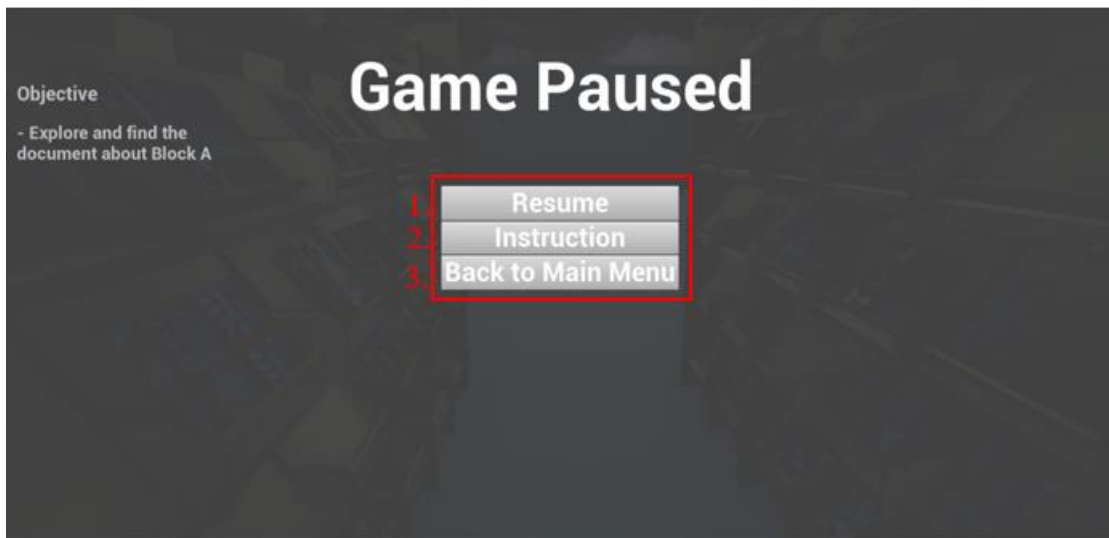 Game Paused
Objective
- Explore and find the
document about Block A
1. Resume
2. Instruction
3. Back to Main Menu